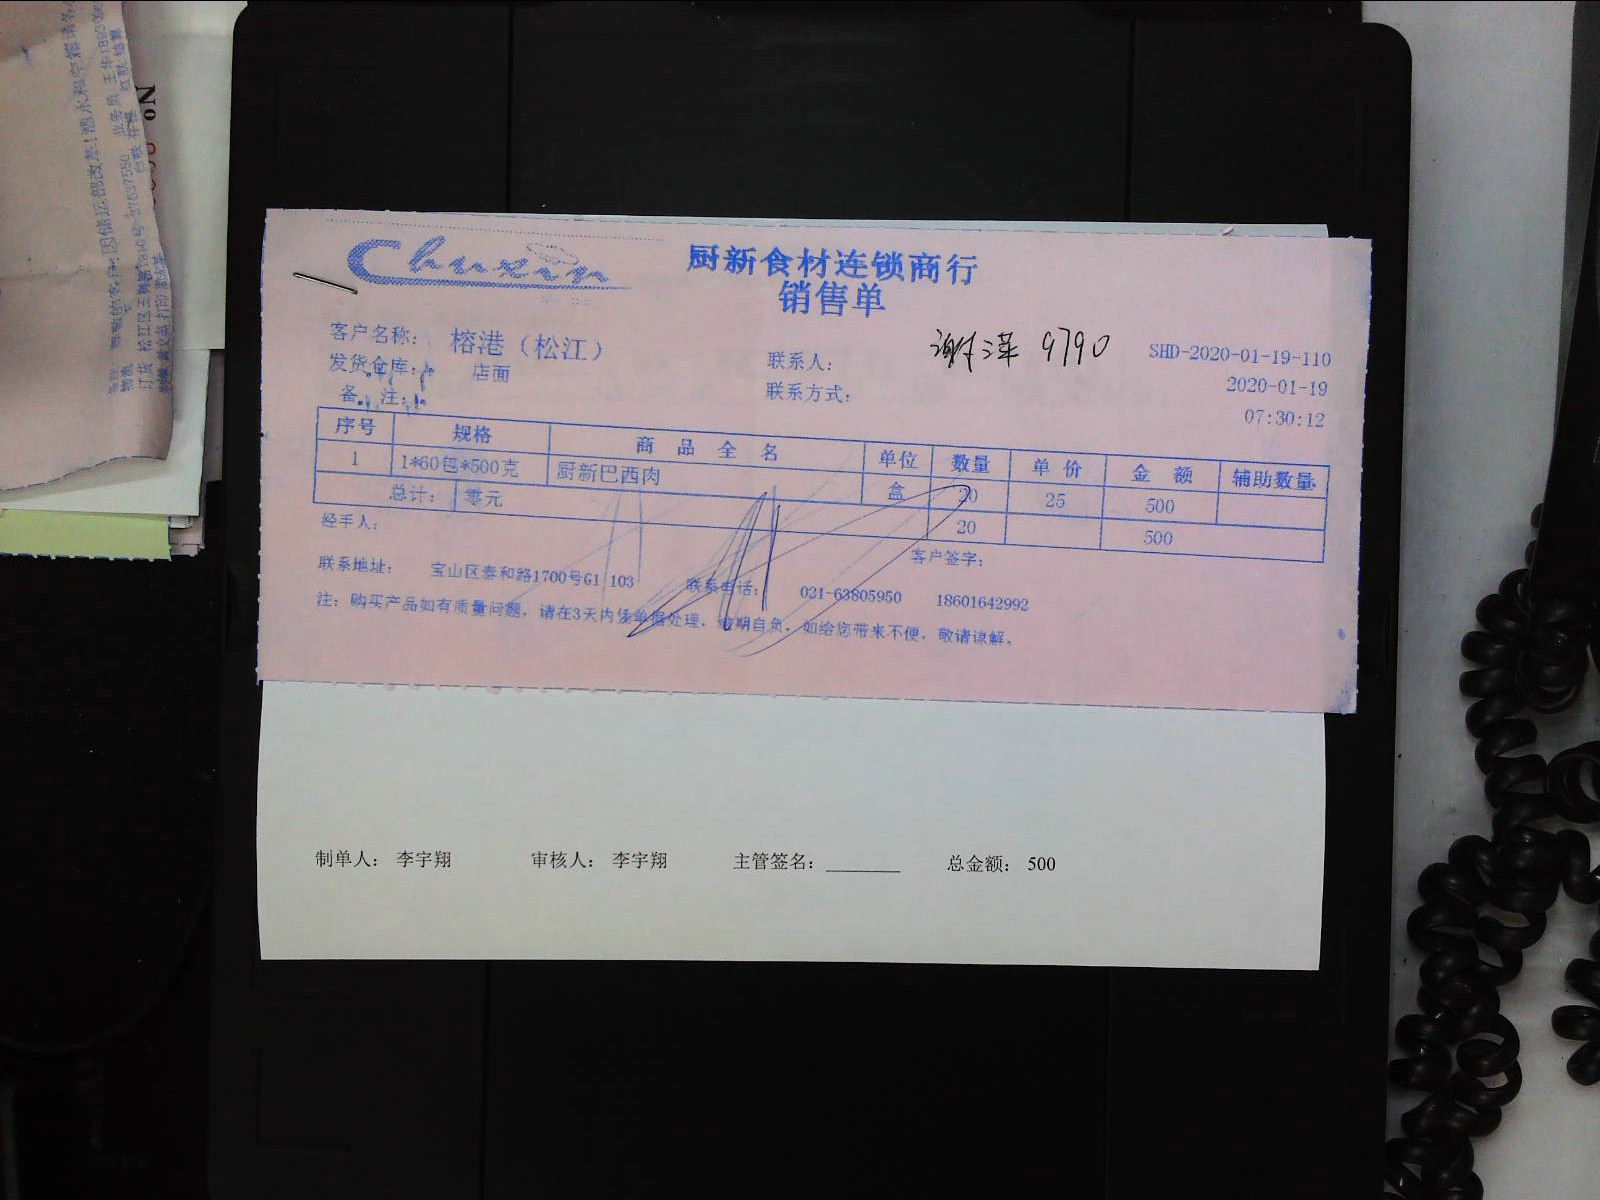 Chuxin
厨新食材连锁商行
销售单
客户名称： 榕港（松江）
发货仓库： 店面
备 注：
联系人：
联系方式：
9790
SHD-2020-01-19-110
2020-01-19
07:30:12
序号 规格 商品全名 单位 数量 单价 金额 辅助数量
1 1*60包*500克 厨新巴西肉 盒 20 25 500
总计： 零元 20 500
经手人： 客户签字：
联系地址： 宝山区泰和路1700号G1 103 联系电话： 021-63805950 18601642992
注：购买产品如有质量问题，请在3天内凭单据处理，逾期自负，如给您带来不便，敬请谅解。
制单人： 李宇翔 审核人： 李宇翔 主管签名：________ 总金额： 500
No